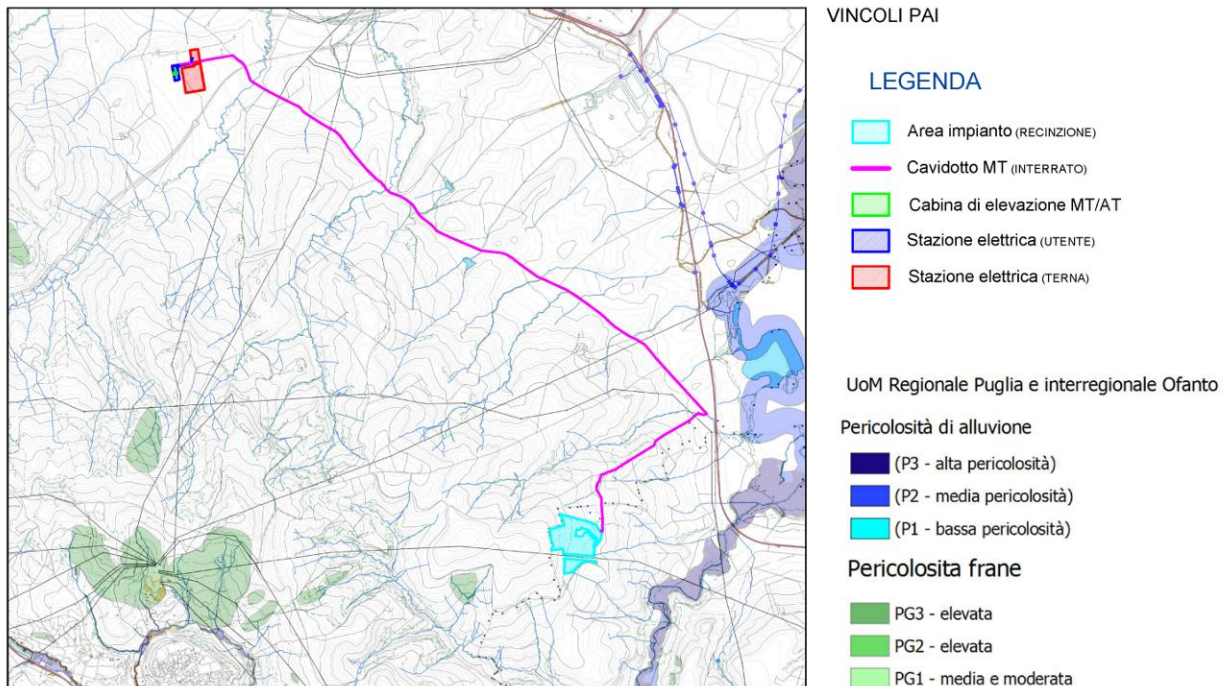 VINCOLI PAI
LEGENDA
Area impianto (RECINZIONE)
Cavidotto MT (INTERRATO)
Cabina di elevazione MT/AT
Stazione elettrica (UTENTE)
Stazione elettrica (TERNA)
UoM Regionale Puglia e interregionale Ofanto
Pericolosità di alluvione
(P3 - alta pericolosità)
(P2 - media pericolosità)
(P1 - bassa pericolosità)
Pericolosita frane
PG3 - elevata
PG2 - elevata
PG1 - media e moderata